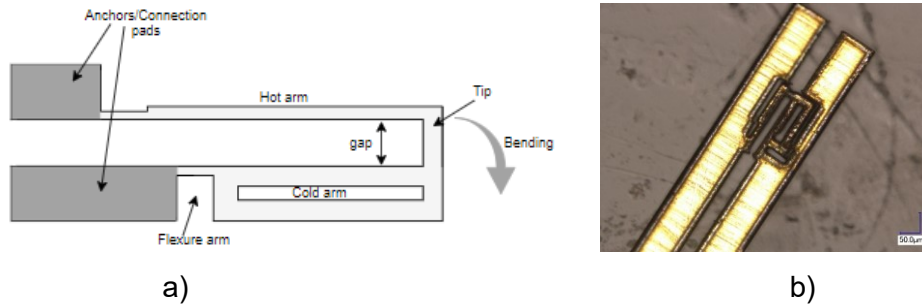 Anchors/Connection
pads
Hot arm
Tip
gap
Bending
Cold arm
Flexure arm
50.0µm
a)
b)